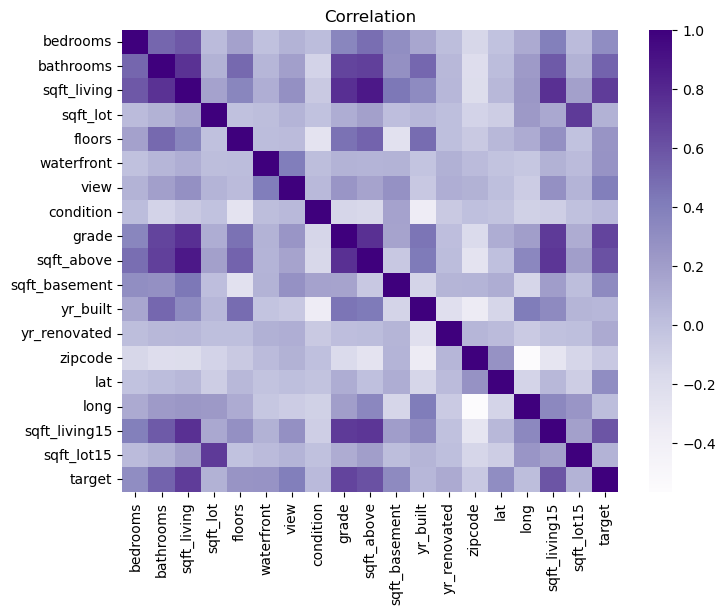 Correlation
bedrooms
bathrooms
sqft_living
sqft_lot
floors
waterfront
view
condition
grade
sqft_above
sqft_basement
yr_built
yr_renovated
zipcode
lat
long
sqft_living15
sqft_lot15
target
bedrooms
bathrooms
sqft_living
sqft_lot
floors
waterfront
view
condition
grade
sqft_above
sqft_basement
yr_built
yr_renovated
zipcode
lat
long
sqft_living15
sqft_lot15
target
1.0
0.8
0.6
0.4
0.2
0.0
−0.2
−0.4